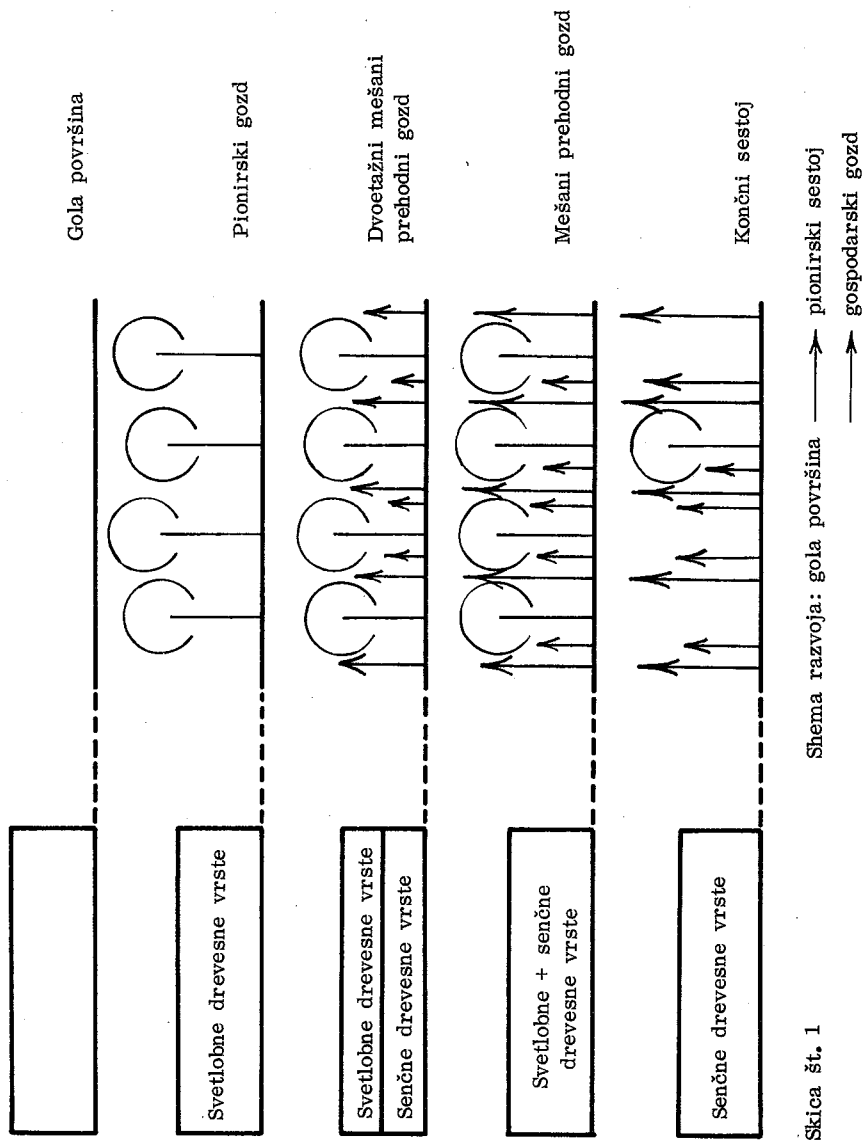 Gola površina
Svetlobne drevesne vrste
Pionirski gozd
Svetlobne drevesne vrste
Senčne drevesne vrste
Dvoetažni mešani
prehodni gozd
Svetlobne + senčne
drevesne vrste
Mešani prehodni gozd
Senčne drevesne vrste
Končni sestoj
Skica št. 1
Shema razvoja: gola površina pionirski sestoj
gospodarski gozd